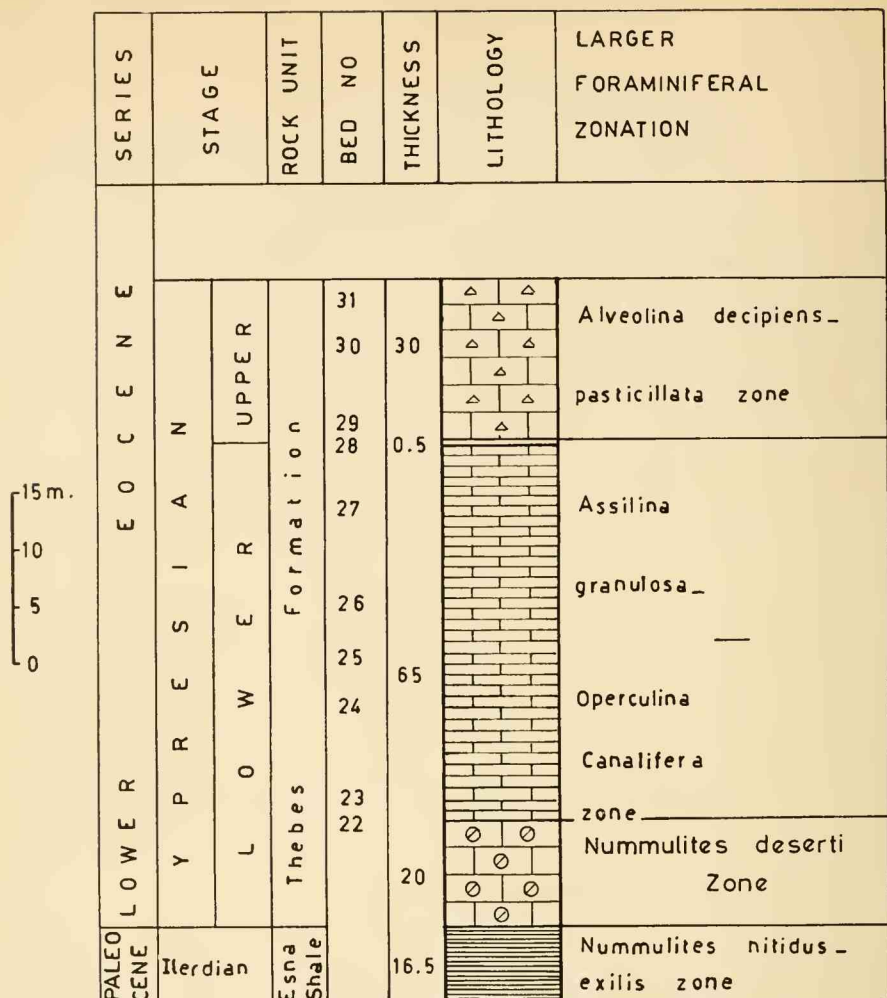 SERIES
STAGE
ROCK UNIT
BED NO
THICKNESS
LITHOLOGY
LARGER
FORAMINIFERAL
ZONATION
LOWER EOCENE
PALEO
CENE
YPRESIAN
UPPER
LOWER
Ilerdian
Thebes Formation
Esna
Shale
31
30
29
28
27
26
25
24
23
22
30
0.5
65
20
16.5
Alveolina decipiens_
pasticillata zone
Assilina
granulosa_
Operculina
Canalifera
zone
Nummulites deserti
Zone
Nummulites nitidus_
exilis zone
15 m.
10
5
0